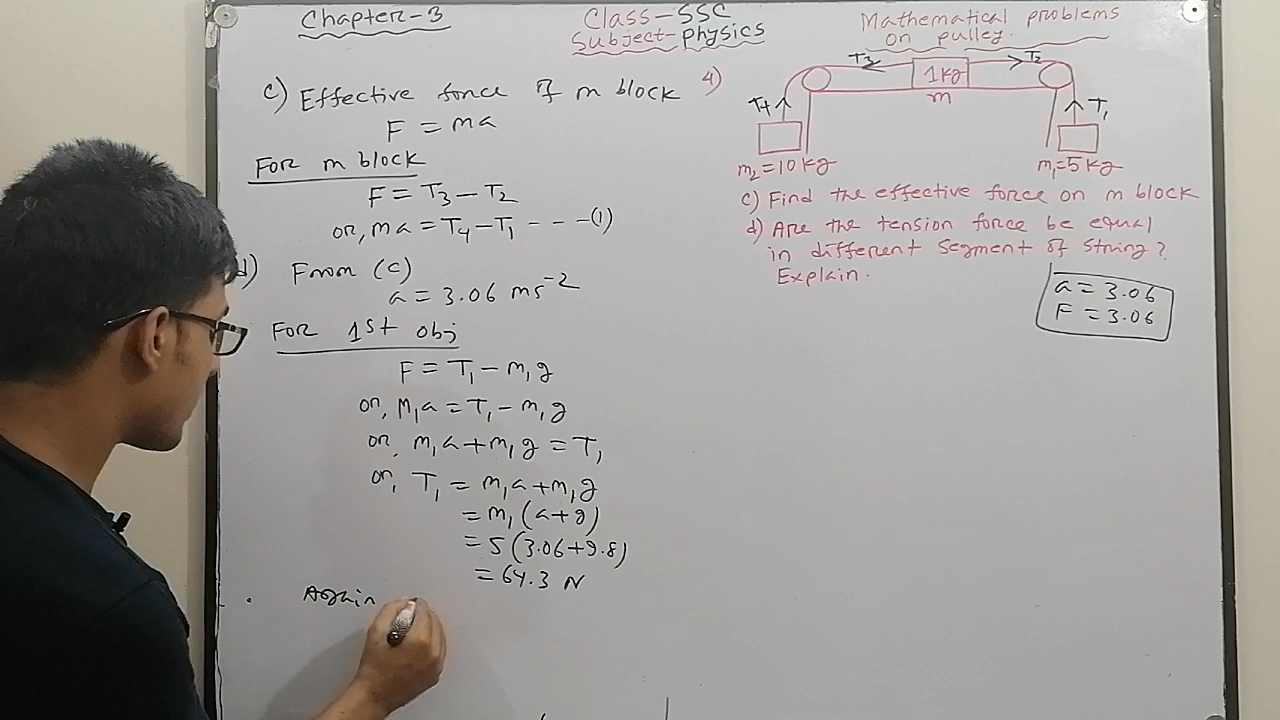 Chapter-3
Class-SSC
Subject-physics
Mathematical problems
on pulley.
c) Effective force of m block
F = ma
For m block
F = T₃ - T₂
or, ma = T₄ - T₁ - - - (1)
d) From (c)
a = 3.06 ms⁻²
For 1st obj
F = T₁ - m₁g
or, m₁a = T₁ - m₁g
or, m₁a + m₁g = T₁
or, T₁ = m₁a + m₁g
= m₁(a+g)
= 5(3.06+9.8)
= 64.3 N
Again
4)
T₃
1kg
T₂
m
T₄
T₁
m₂=10kg
m₁=5kg
c) Find the effective force on m block
d) Are the tension force be equal
in different segment of string?
Explain.
a = 3.06
F = 3.06